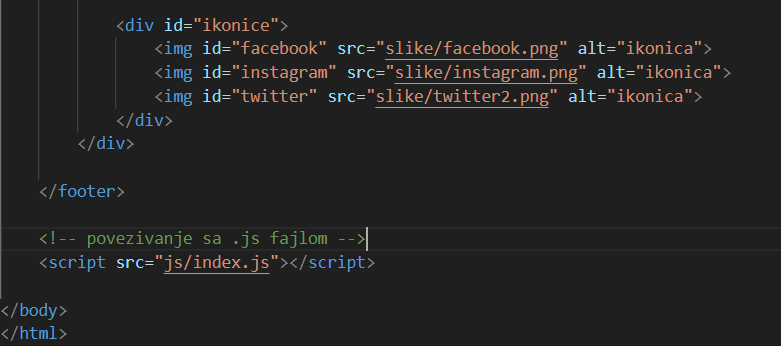 <div id="ikonice">
<img id="facebook" src="slike/facebook.png" alt="ikonica">
<img id="instagram" src="slike/instagram.png" alt="ikonica">
<img id="twitter" src="slike/twitter2.png" alt="ikonica">
</div>
</div>
</footer>
<!-- povezivanje sa .js fajlom -->
<script src="js/index.js"></script>
</body>
</html>